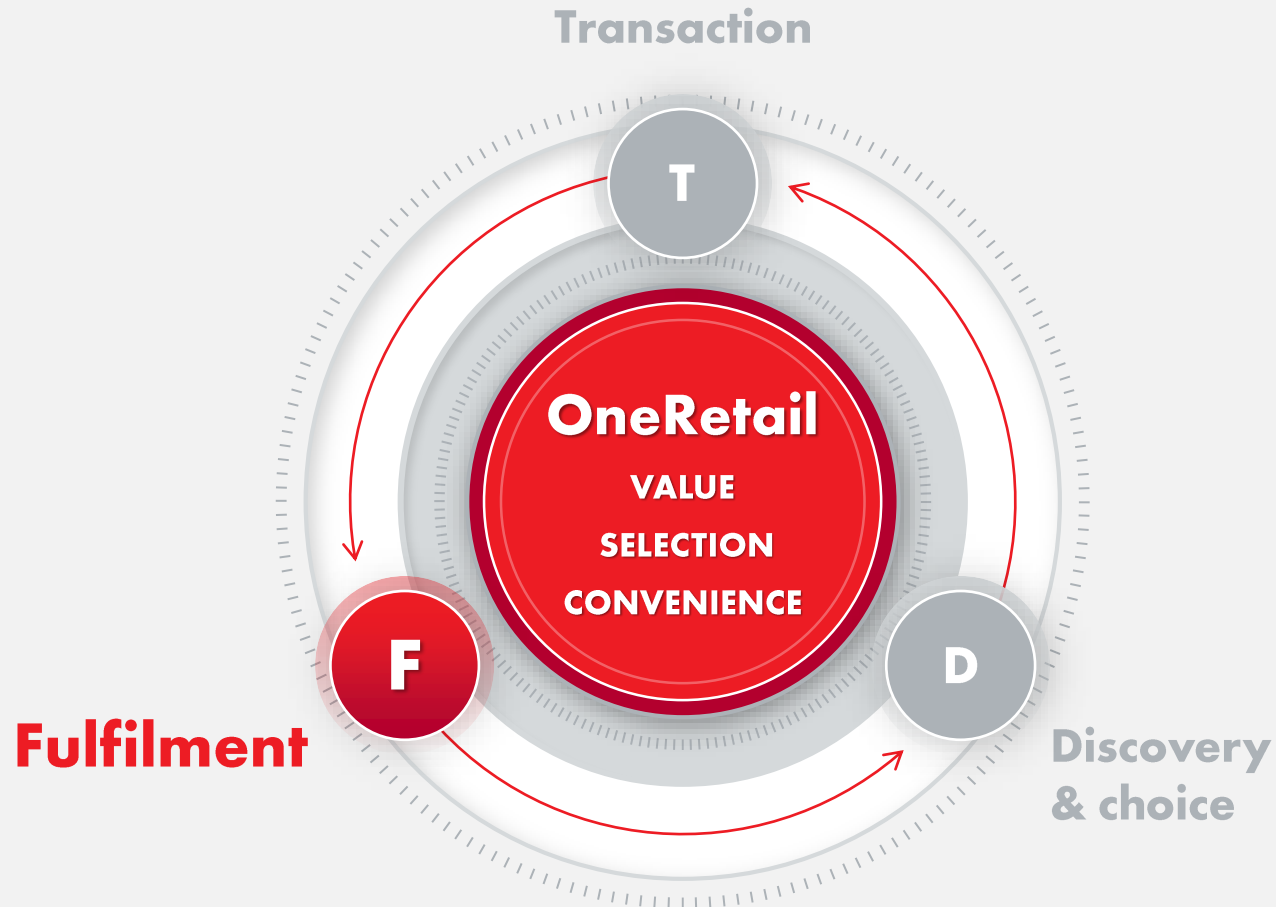 Transaction
T
OneRetail
VALUE
SELECTION
CONVENIENCE
F
D
Fulfilment
Discovery
& choice